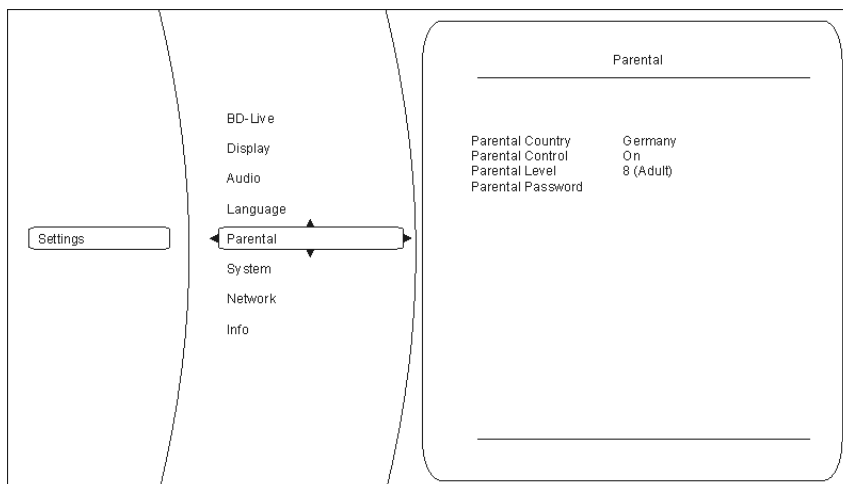 Settings
BD-Live
Display
Audio
Language
Parental
System
Network
Info
Parental
Parental Country Germany
Parental Control On
Parental Level 8 (Adult)
Parental Password